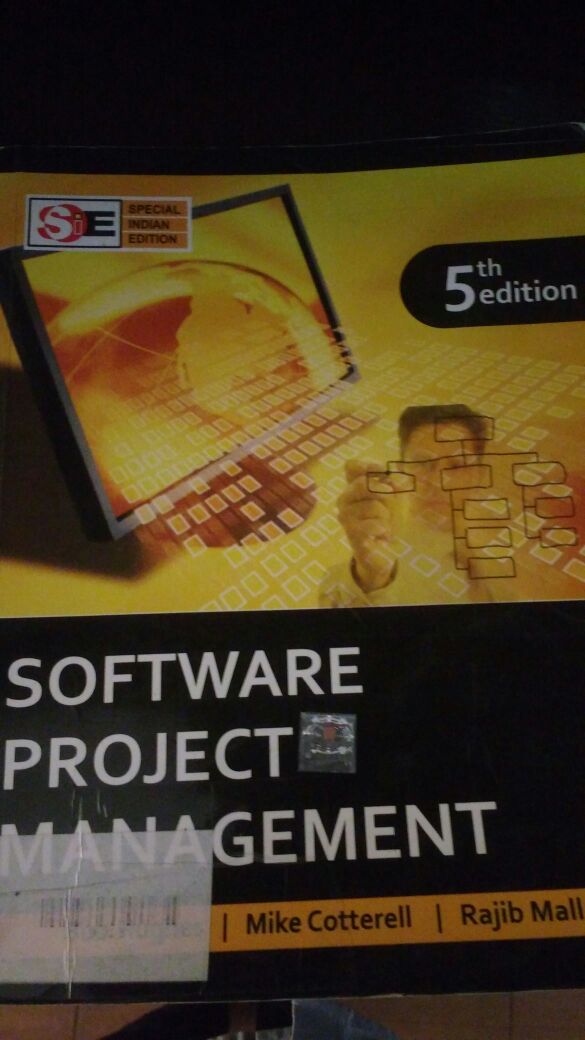 SiE
SPECIAL
INDIAN
EDITION
5th
edition
SOFTWARE
PROJECT
MANAGEMENT
| Mike Cotterell | Rajib Mall